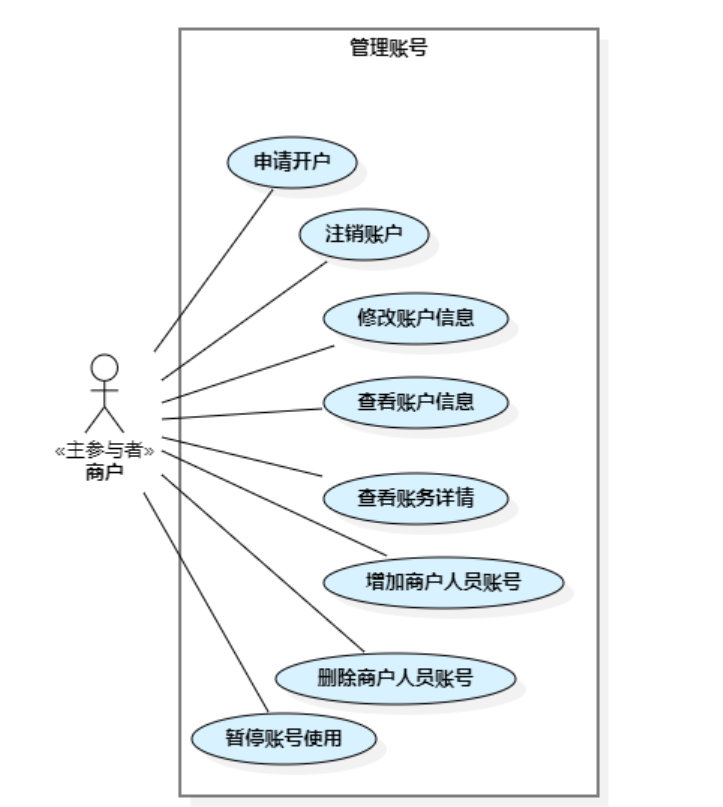 管理账号
申请开户
注销账户
修改账户信息
查看账户信息
«主参与者»
商户
查看账务详情
增加商户人员账号
删除商户人员账号
暂停账号使用